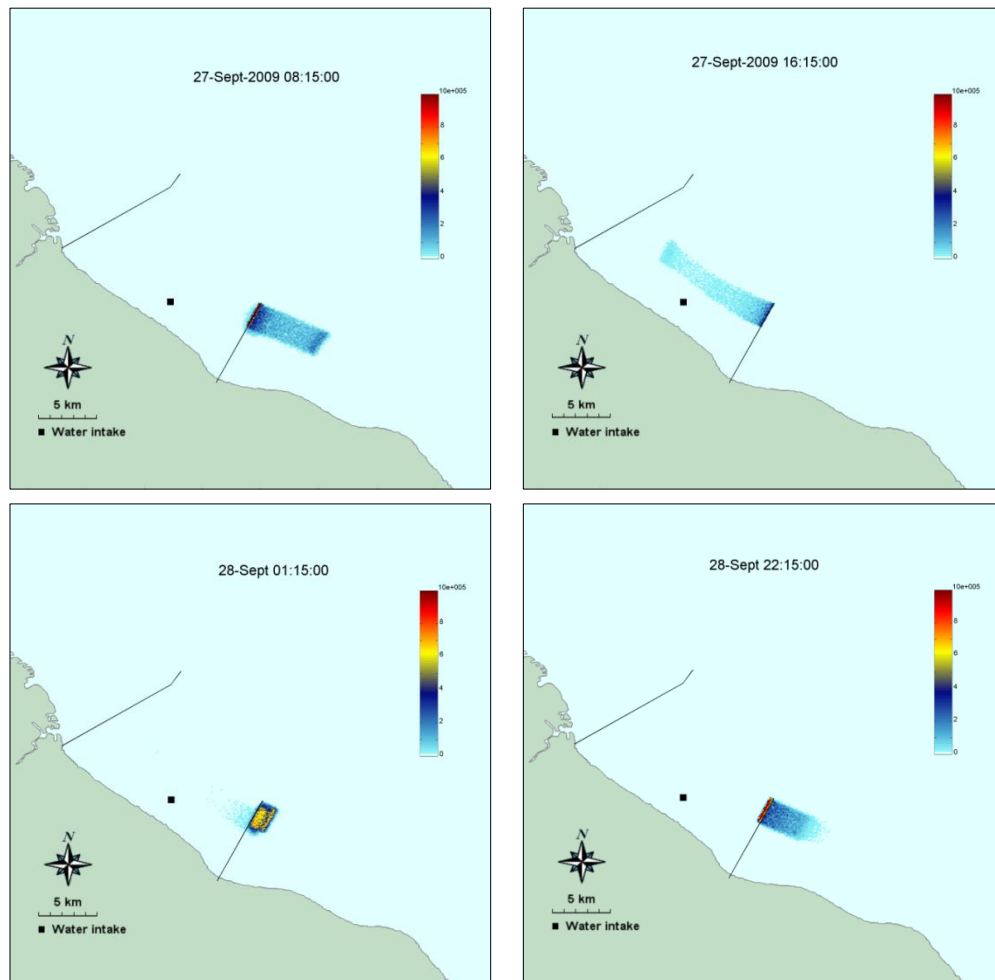 27-Sept-2009 08:15:00
10e+005
8
6
4
2
0
N
5 km
Water intake
27-Sept-2009 16:15:00
10e+005
8
6
4
2
0
N
5 km
Water intake
28-Sept 01:15:00
10e+005
8
6
4
2
0
N
5 km
Water intake
28-Sept 22:15:00
10e+005
8
6
4
2
0
N
5 km
Water intake